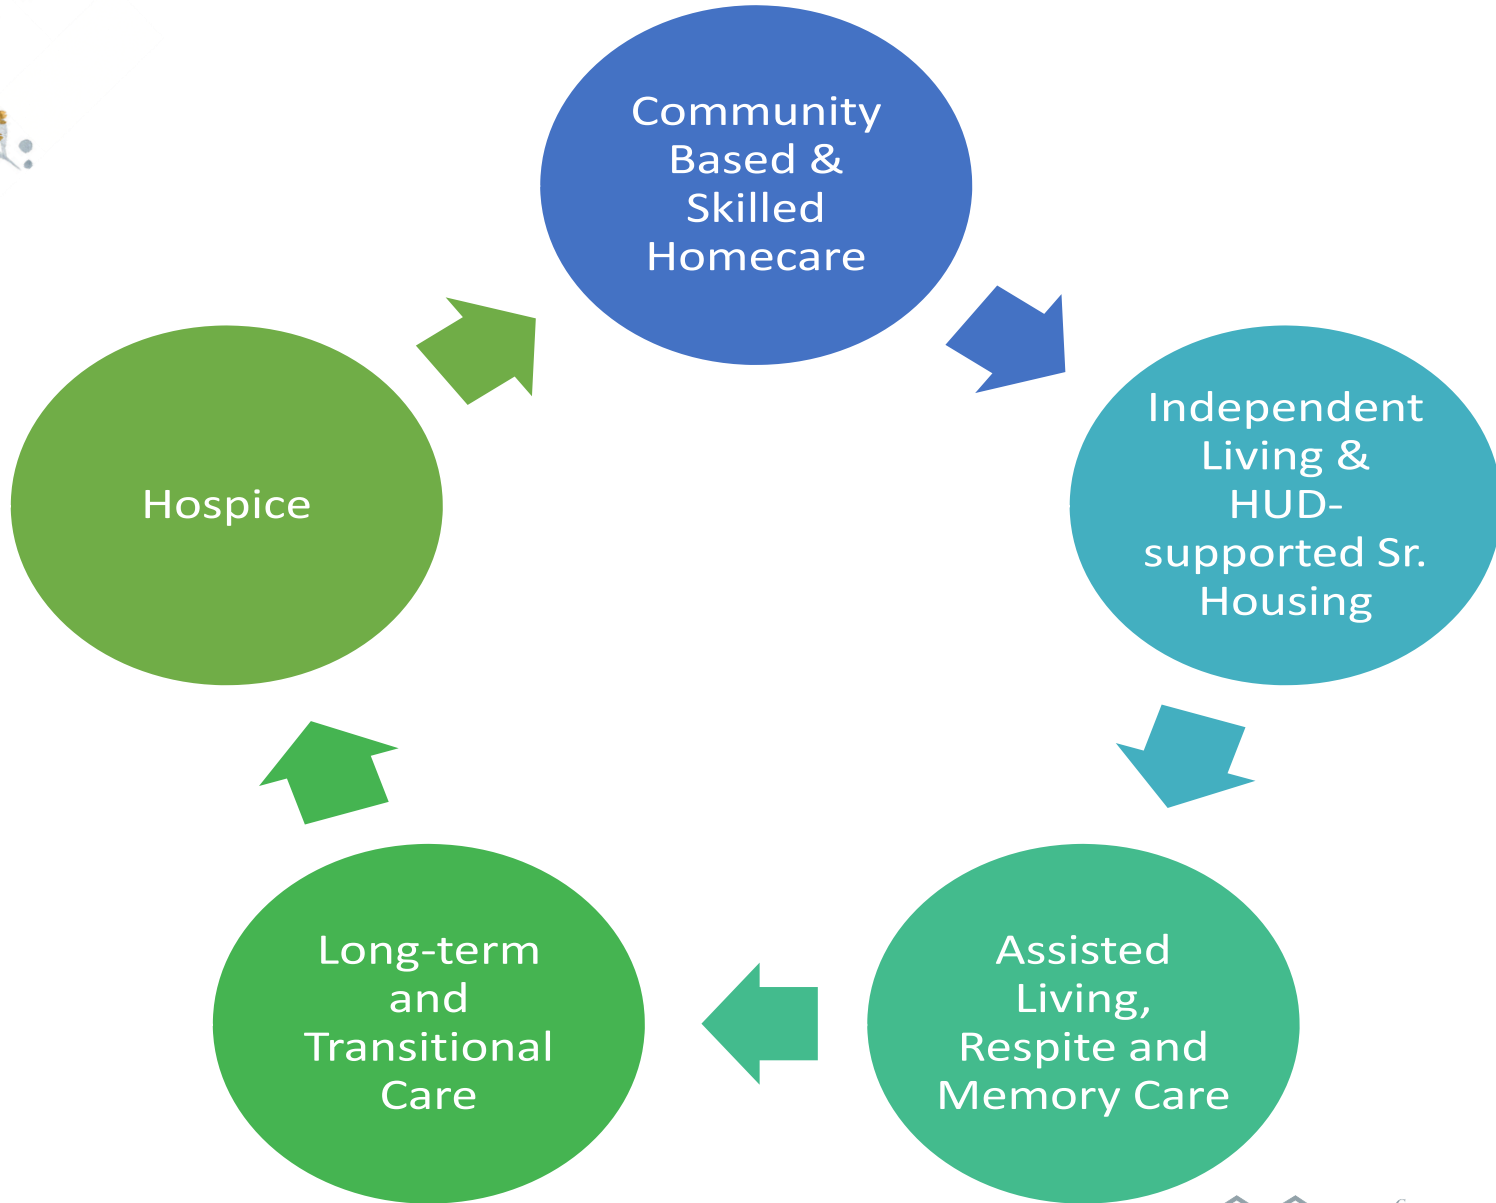 Community
Based &
Skilled
Homecare
Independent
Living &
HUD-
supported Sr.
Housing
Assisted
Living,
Respite and
Memory Care
Long-term
and
Transitional
Care
Hospice